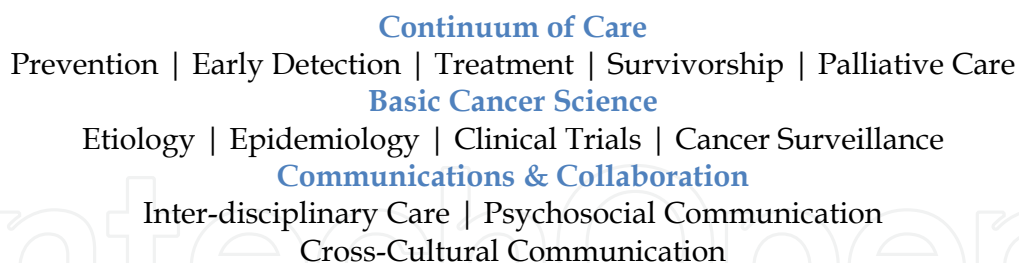 Continuum of Care
Prevention | Early Detection | Treatment | Survivorship | Palliative Care
Basic Cancer Science
Etiology | Epidemiology | Clinical Trials | Cancer Surveillance
Communications & Collaboration
Inter-disciplinary Care | Psychosocial Communication
Cross-Cultural Communication